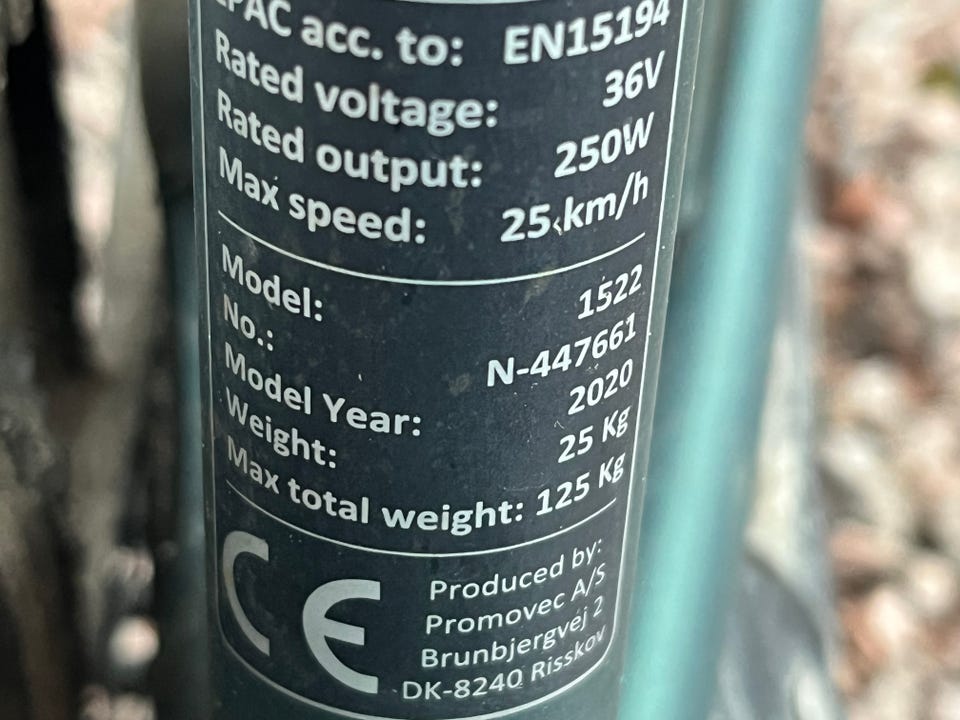 EPAC acc. to: EN15194
Rated voltage: 36V
Rated output: 250W
Max speed: 25 km/h
Model: 1522
No.: N-447661
Model Year: 2020
Weight: 25 Kg
Max total weight: 125 Kg
CE
Produced by:
Promovec A/S
Brunbjergvej 2
DK-8240 Risskov